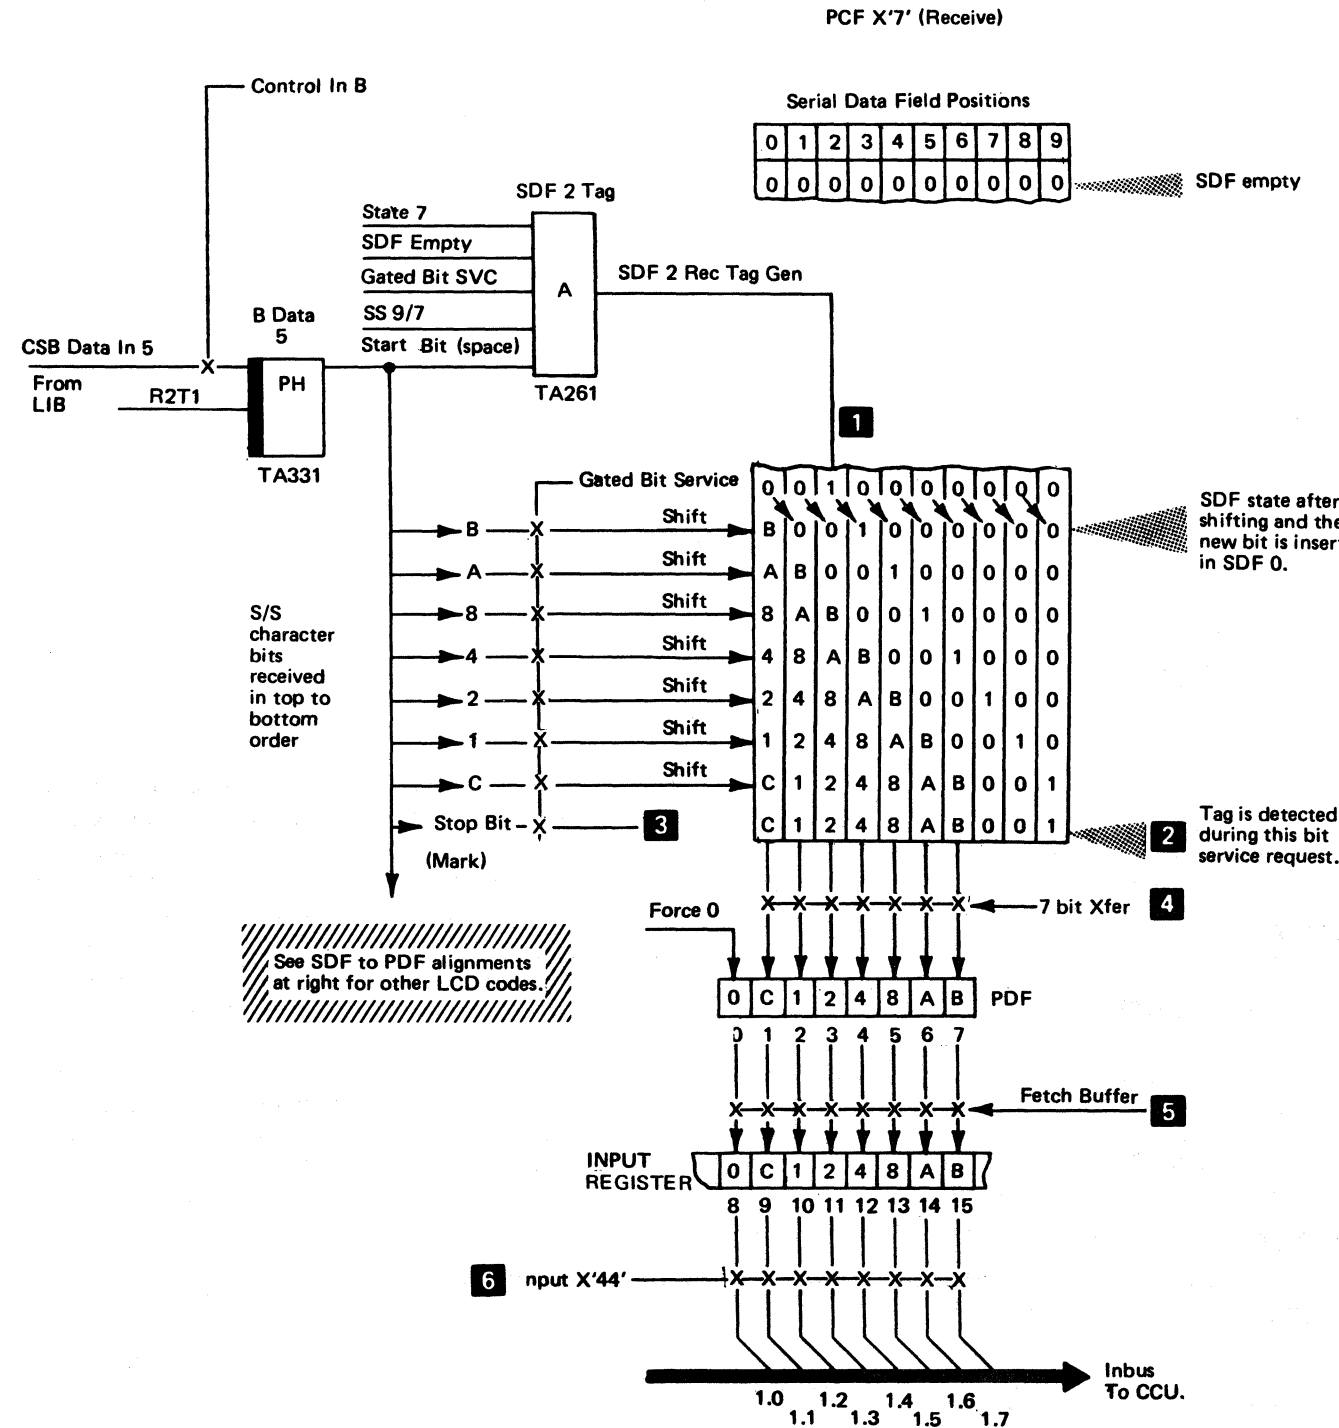 PCF X'7' (Receive)
Control In B
Serial Data Field Positions
0 1 2 3 4 5 6 7 8 9
0 0 0 0 0 0 0 0 0 0
SDF empty
SDF 2 Tag
State 7
SDF Empty
Gated Bit SVC
SS 9/7
Start Bit (space)
A
TA261
SDF 2 Rec Tag Gen
B Data
5
CSB Data In 5
From
LIB
R2T1
X
PH
TA331
1
Gated Bit Service
0 0 1 0 0 0 0 0 0 0
B X Shift B 0 0 1 0 0 0 0 0 0
A X Shift A B 0 0 1 0 0 0 0 0
8 X Shift 8 A B 0 0 1 0 0 0 0
4 X Shift 4 8 A B 0 0 1 0 0 0
2 X Shift 2 4 8 A B 0 0 1 0 0
1 X Shift 1 2 4 8 A B 0 0 1 0
C X Shift C 1 2 4 8 A B 0 0 1
Stop Bit X 3 C 1 2 4 8 A B 0 0 1
(Mark)
SDF state after
shifting and the
new bit is inser
in SDF 0.
S/S
character
bits
received
in top to
bottom
order
2
Tag is detected
during this bit
service request.
X X X X X X X 7 bit Xfer 4
Force 0
See SDF to PDF alignments
at right for other LCD codes.
0 C 1 2 4 8 A B PDF
0 1 2 3 4 5 6 7
X X X X X X X X Fetch Buffer 5
INPUT
REGISTER
0 C 1 2 4 8 A B
8 9 10 11 12 13 14 15
6 nput X'44' X X X X X X X X
Inbus
To CCU.
1.0 1.2 1.4 1.6
1.1 1.3 1.5 1.7